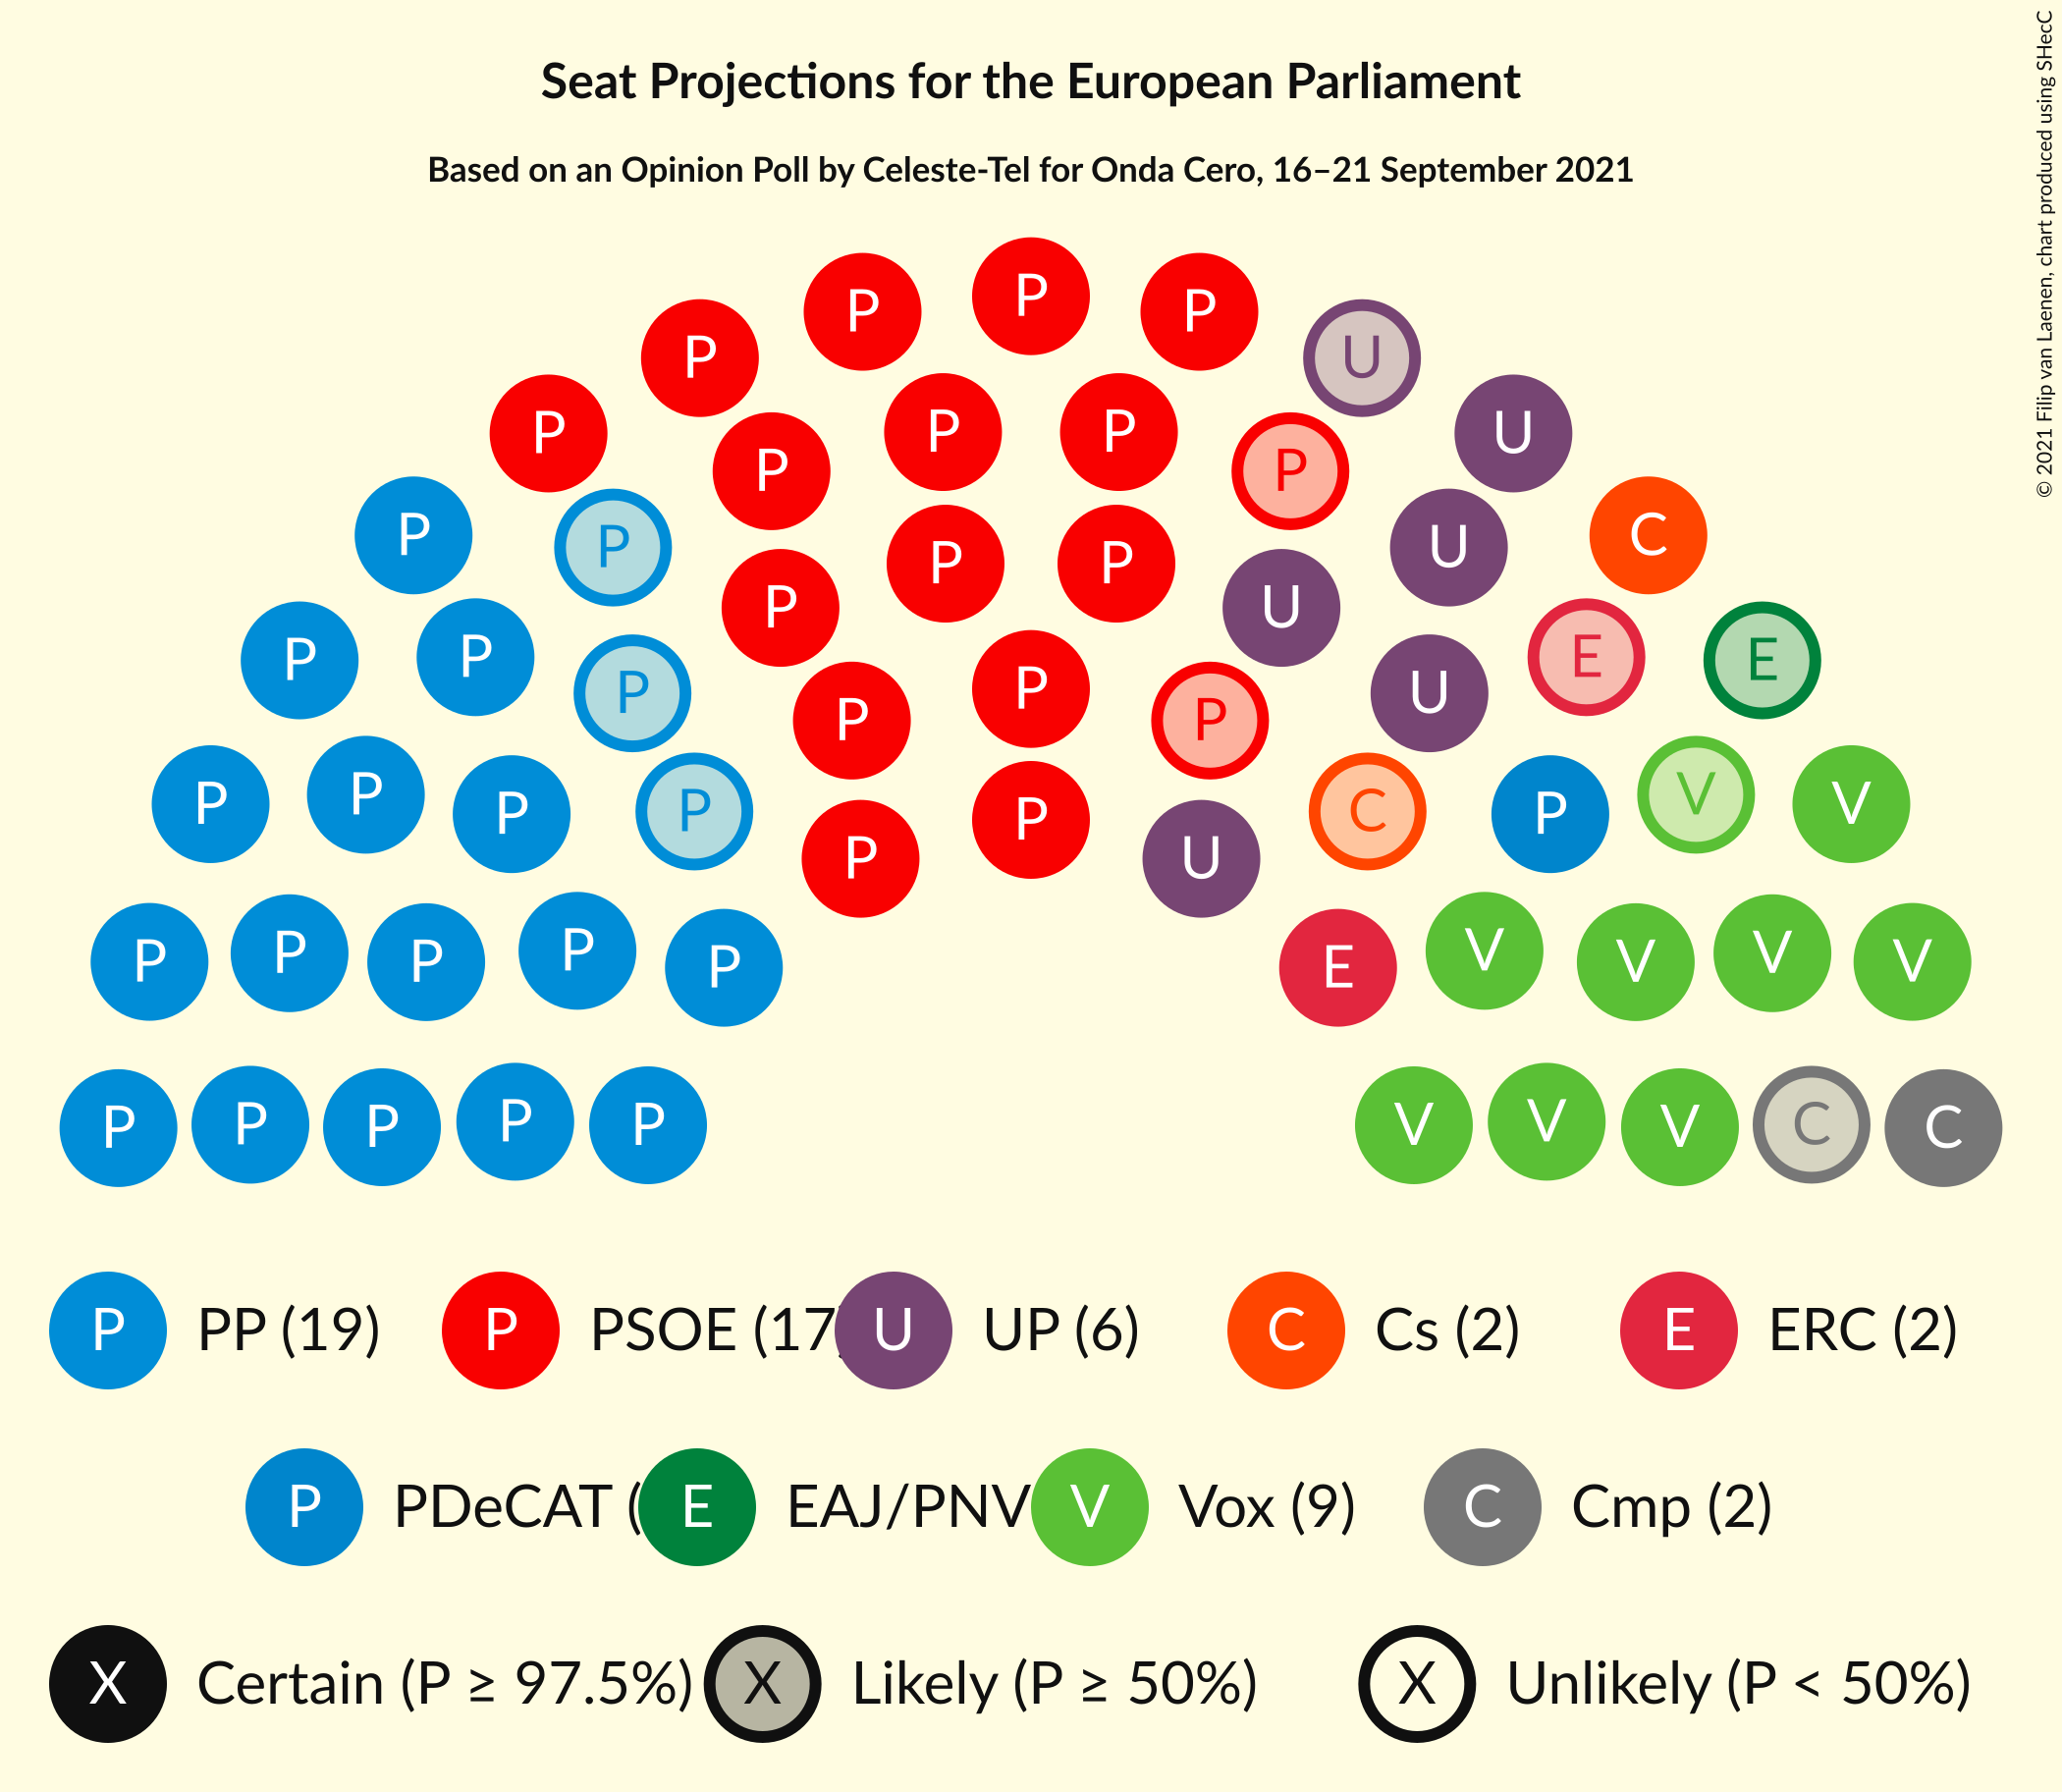 Seat Projections for the European Parliament
Based on an Opinion Poll by Celeste-Tel for Onda Cero, 16–21 September 2021
© 2021 Filip van Laenen, chart produced using SHecC
P P P
P U
P P P U
P P
P P U C
P P
P U
P P E E
P P U
P P
P P P P P C P V V
P U
P P P P P E V V V V
P P P P P V V V C C
P PP (19) P PSOE (17 U UP (6) C Cs (2) E ERC (2)
P PDeCAT ( E EAJ/PNV V Vox (9) C Cmp (2)
X Certain (P ≥ 97.5%) X Likely (P ≥ 50%) X Unlikely (P < 50%)